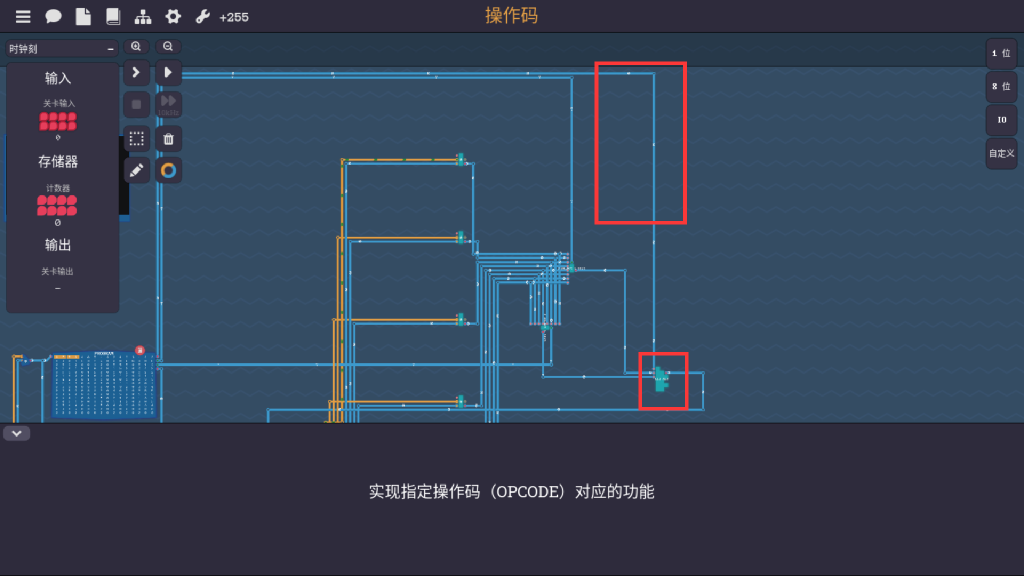 +255
操作码
时钟刻
输入
关卡输入
0
存储器
计数器
0
输出
关卡输出
1 位
8 位
IO
自定义
PROGRAM
实现指定操作码（OPCODE）对应的功能